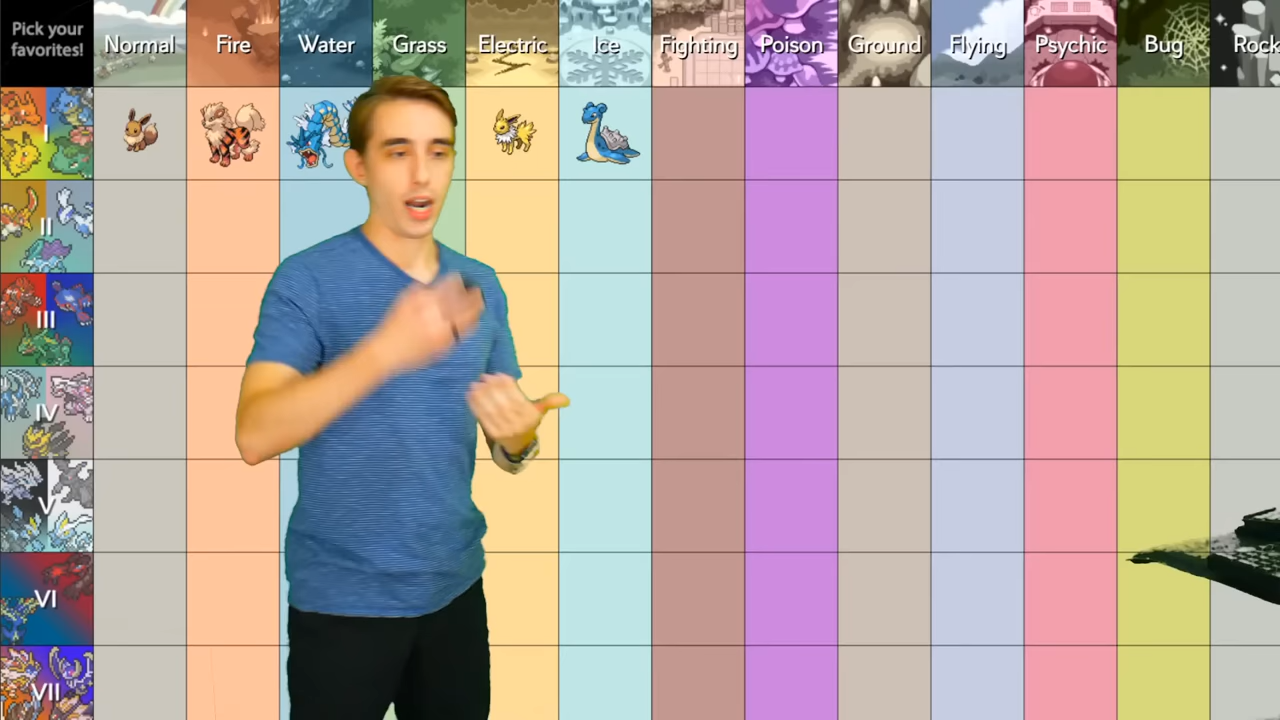 Pick your
favorites!
Normal
Fire
Water
Grass
Electric
Ice
Fighting
Poison
Ground
Flying
Psychic
Bug
Rock
I
II
III
IV
V
VI
VII